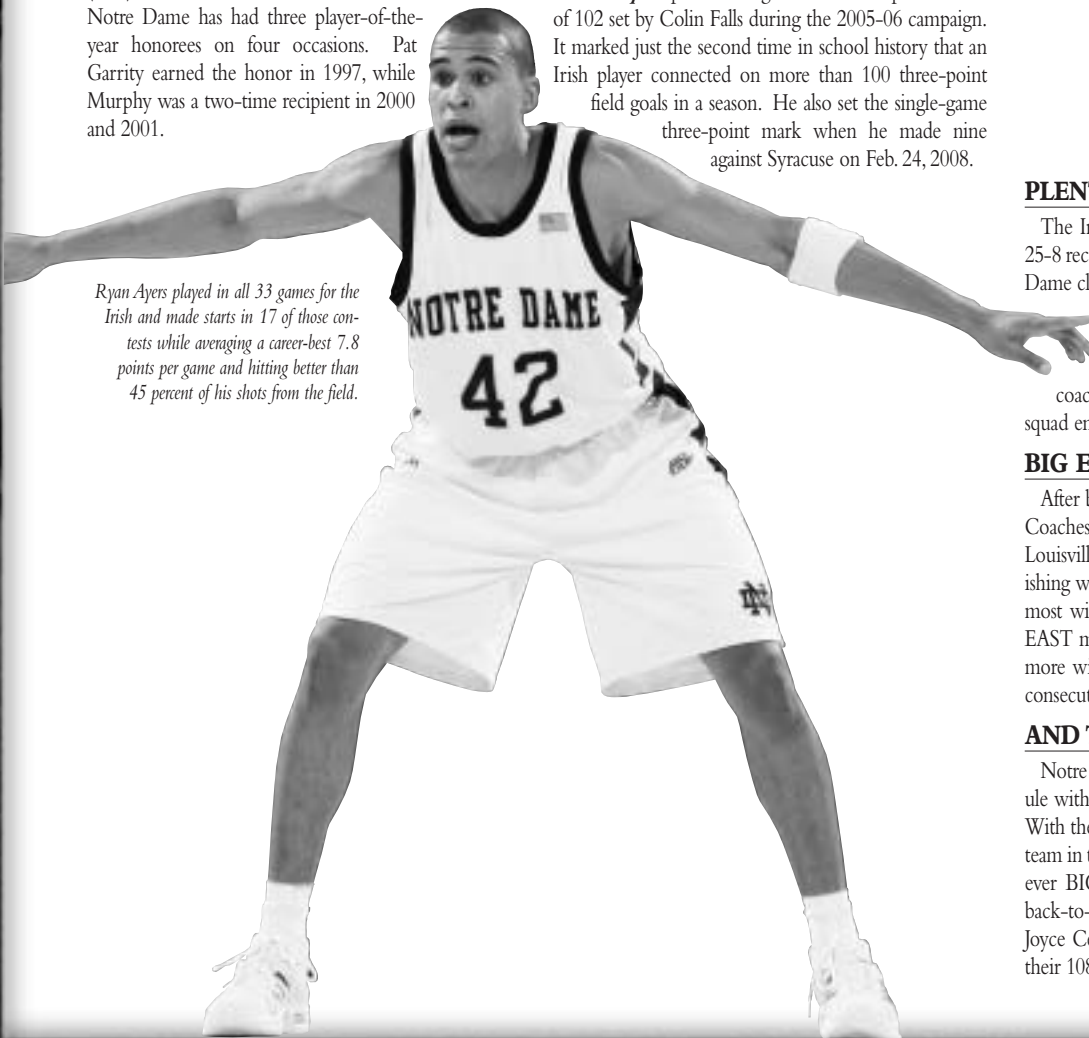 Notre Dame has had three player-of-the-
year honorees on four occasions. Pat
Garrity earned the honor in 1997, while
Murphy was a two-time recipient in 2000
and 2001.
of 102 set by Colin Falls during the 2005-06 campaign.
It marked just the second time in school history that an
Irish player connected on more than 100 three-point
field goals in a season. He also set the single-game
three-point mark when he made nine
against Syracuse on Feb. 24, 2008.
Ryan Ayers played in all 33 games for the
Irish and made starts in 17 of those con-
tests while averaging a career-best 7.8
points per game and hitting better than
45 percent of his shots from the field.
NOTRE DAME
42
The
25-8
Dame
squad
BIG
After
Coaches
ishing
most
EAST
more
AND
Notre
ule with
With
team in
ever
back-to-
Joyce
their